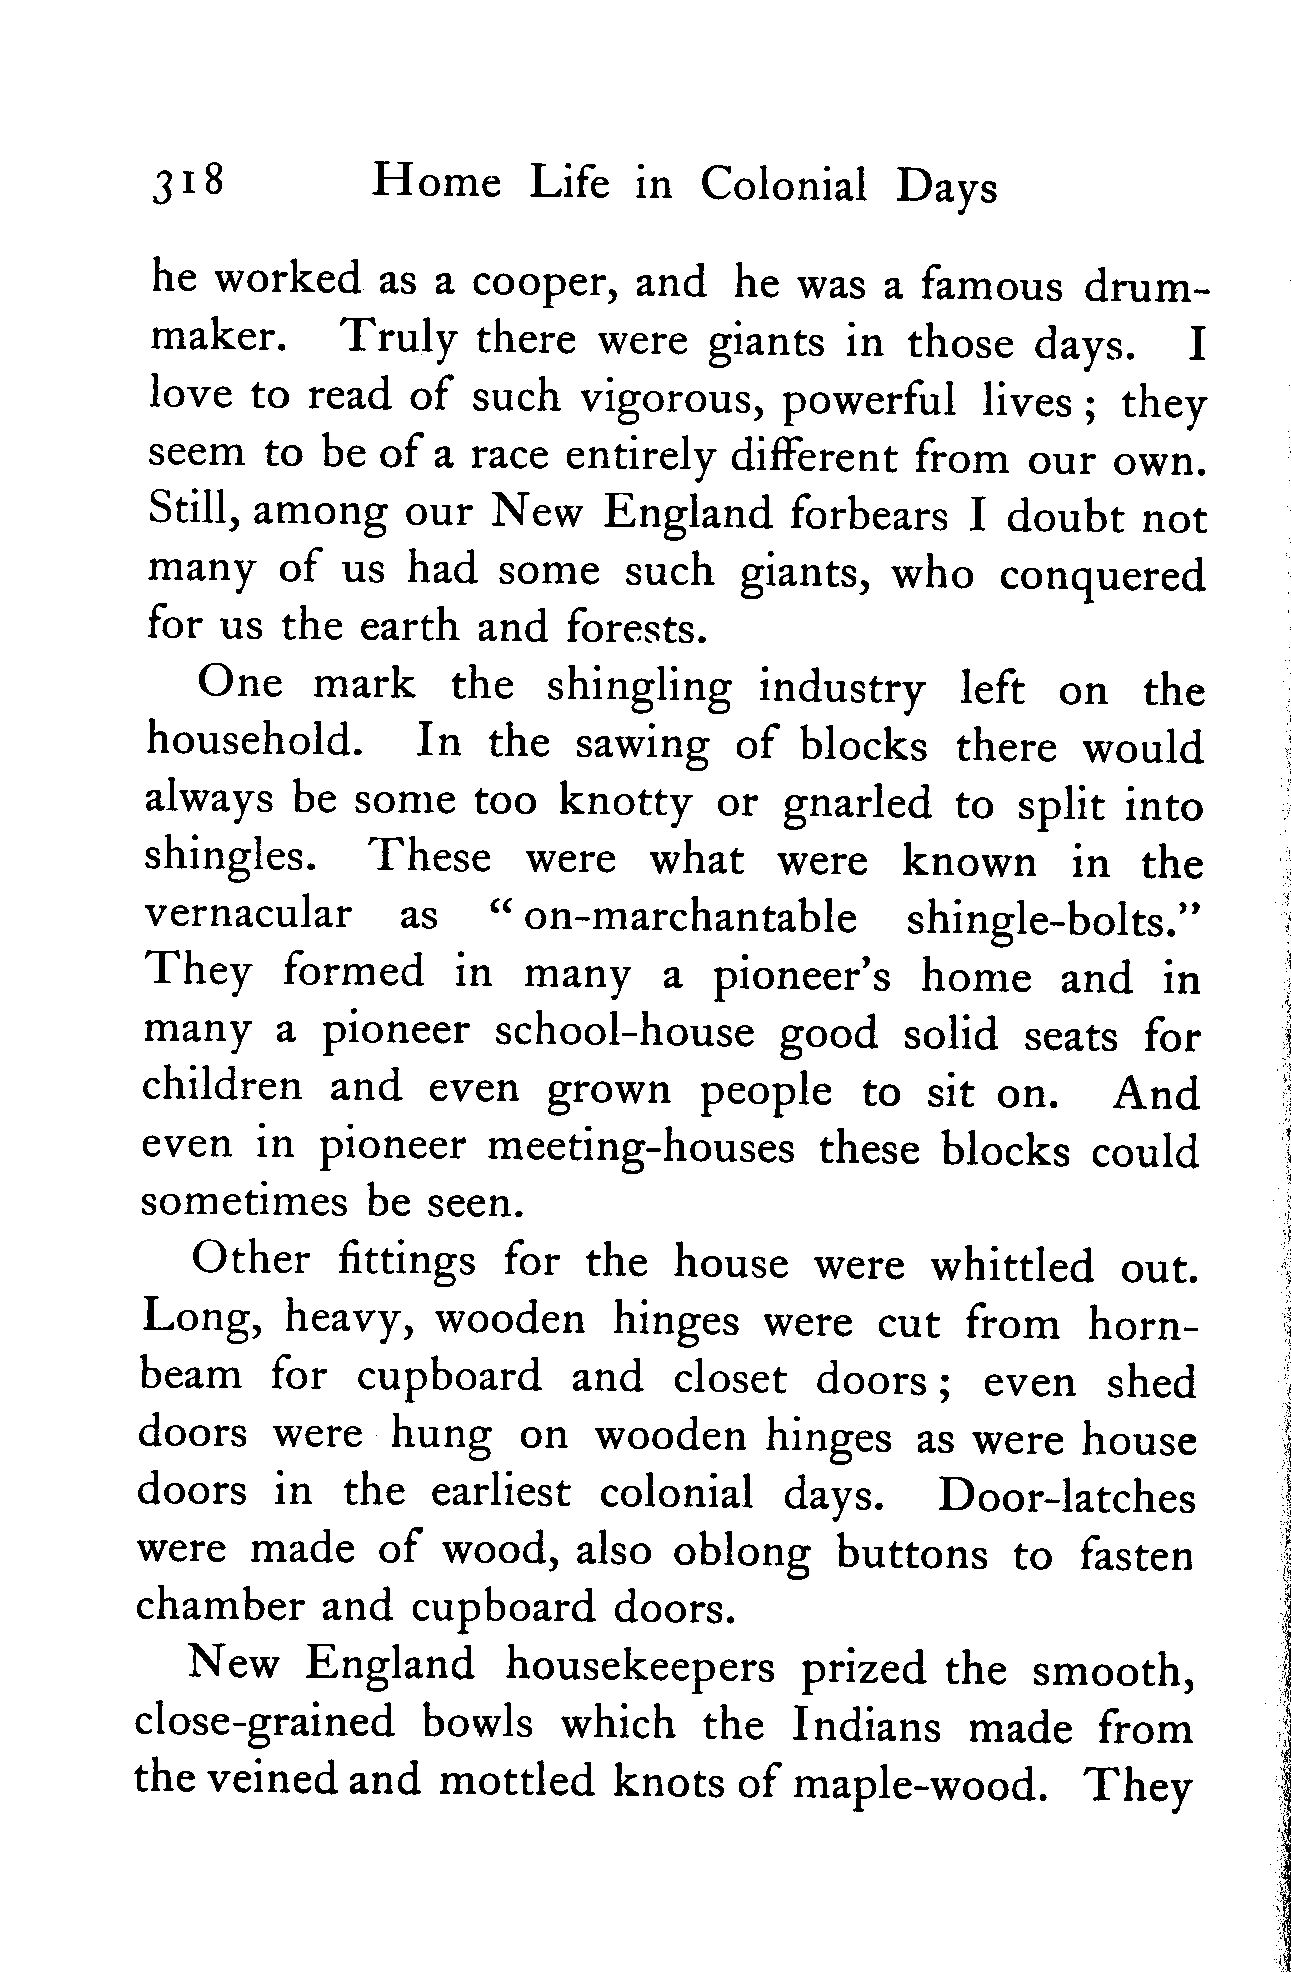 318 Home Life in Colonial Days
he worked as a cooper, and he was a famous drum-
maker. Truly there were giants in those days. I
love to read of such vigorous, powerful lives; they
seem to be of a race entirely different from our own.
Still, among our New England forbears I doubt not
many of us had some such giants, who conquered
for us the earth and forests.
One mark the shingling industry left on the
household. In the sawing of blocks there would
always be some too knotty or gnarled to split into
shingles. These were what were known in the
vernacular as "on-marchantable shingle-bolts."
They formed in many a pioneer's home and in
many a pioneer school-house good solid seats for
children and even grown people to sit on. And
even in pioneer meeting-houses these blocks could
sometimes be seen.
Other fittings for the house were whittled out.
Long, heavy, wooden hinges were cut from horn-
beam for cupboard and closet doors; even shed
doors were hung on wooden hinges as were house
doors in the earliest colonial days. Door-latches
were made of wood, also oblong buttons to fasten
chamber and cupboard doors.
New England housekeepers prized the smooth,
close-grained bowls which the Indians made from
the veined and mottled knots of maple-wood. They